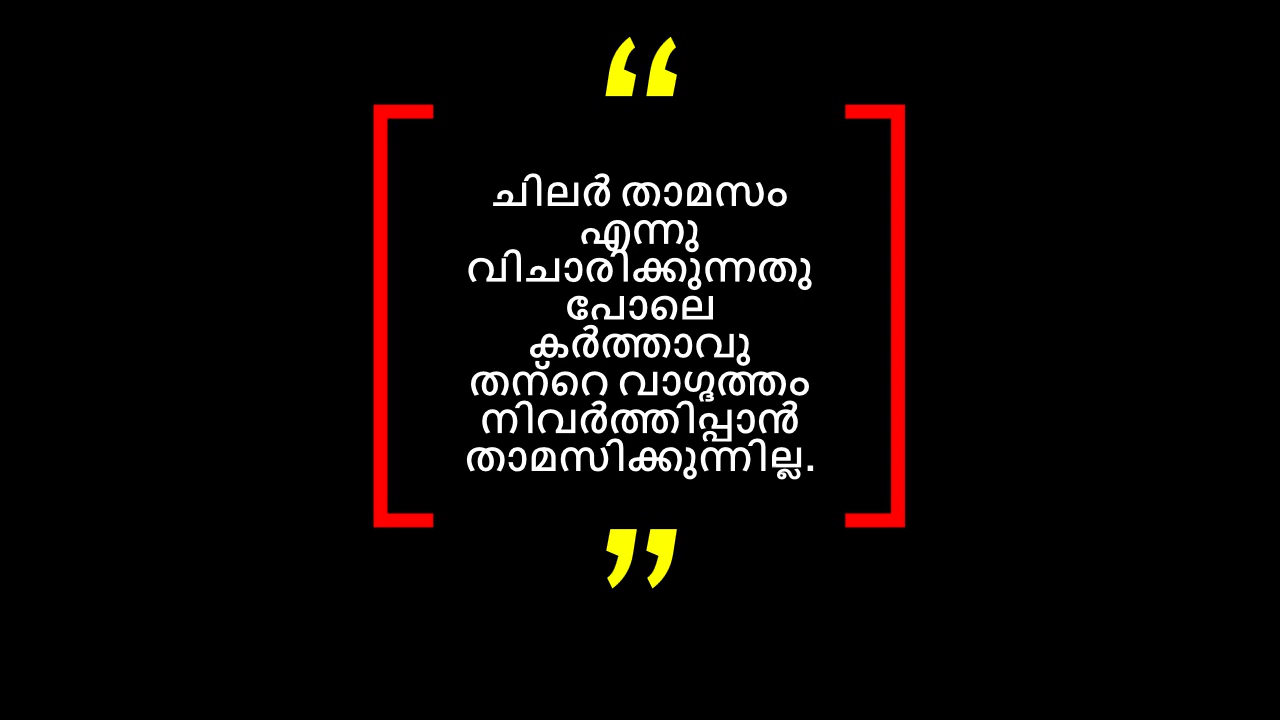 “
ചിലർ താമസം
എന്നു
വിചാരിക്കുന്നതു
പോലെ
കർത്താവു
തന്റെ വാഗ്ദത്തം
നിവർത്തിപ്പാൻ
താമസിക്കുന്നില്ല.
”